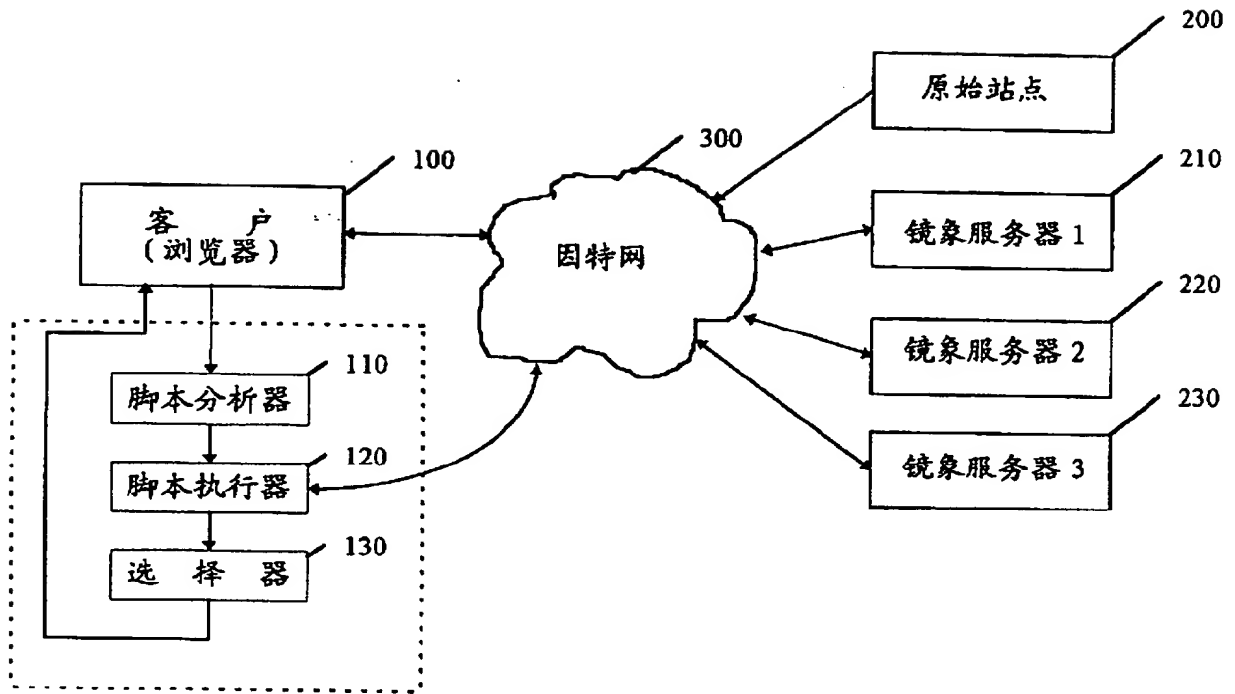 200
原始站点
300
210
100
客 户
(浏览器)
镜象服务器 1
因特网
220
镜象服务器 2
110
脚本分析器
230
120
脚本执行器
镜象服务器 3
130
选 择 器